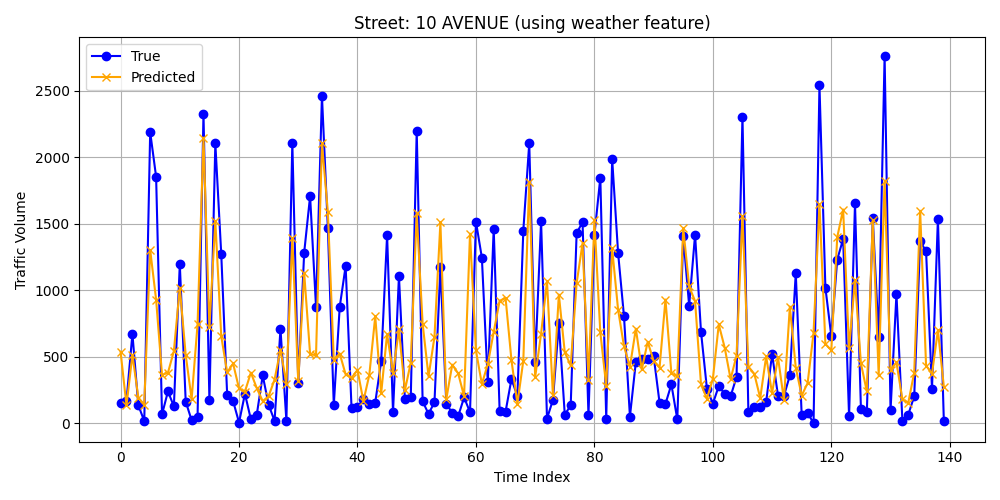 Street: 10 AVENUE (using weather feature)
True
Predicted
Traffic Volume
2500
2000
1500
1000
500
0
0 20 40 60 80 100 120 140
Time Index